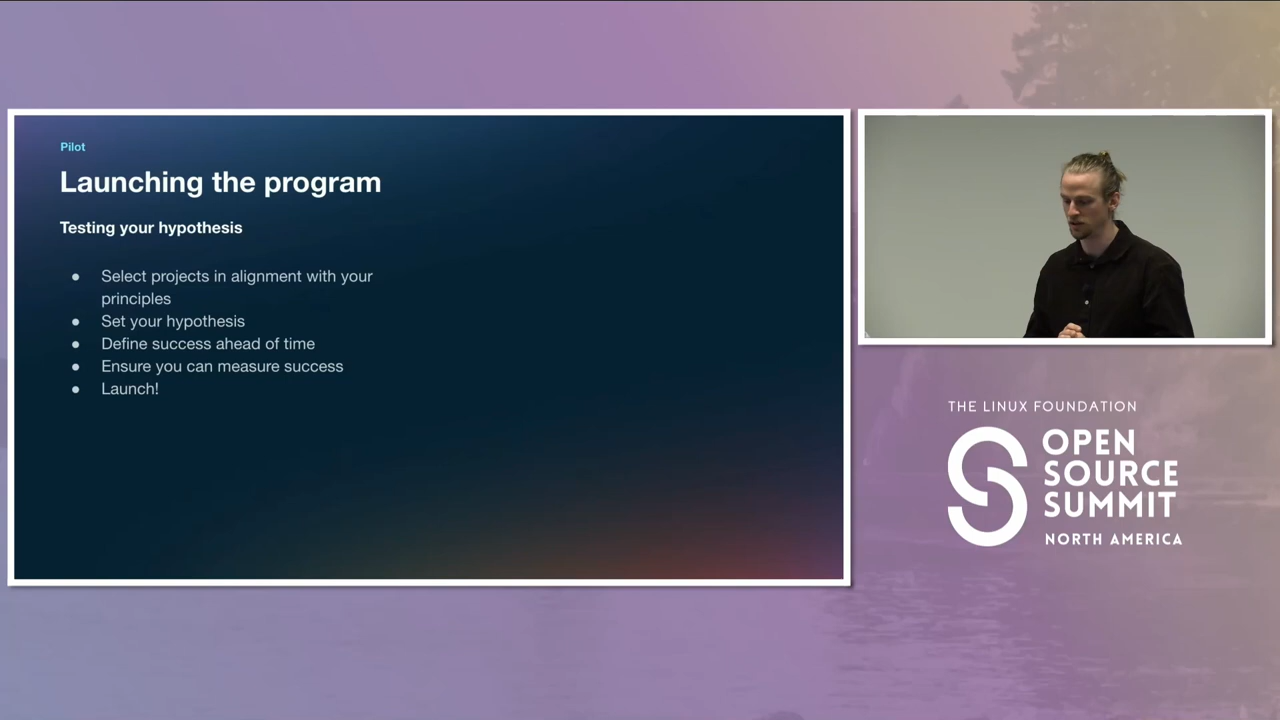 Pilot
Launching the program
Testing your hypothesis
● Select projects in alignment with your
principles
● Set your hypothesis
● Define success ahead of time
● Ensure you can measure success
● Launch!
THE LINUX FOUNDATION
OPEN
SOURCE
SUMMIT
NORTH AMERICA